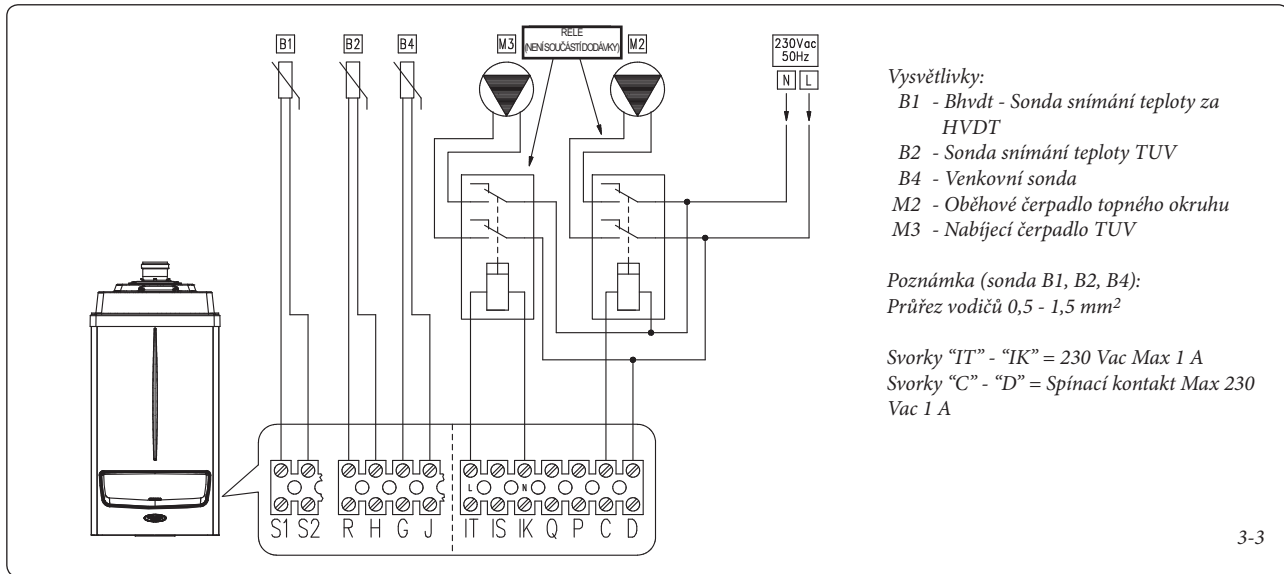 B1
B2
B4
M3
RELÉ
(NENÍ SOUČÁSTÍ DODÁVKY)
M2
230Vac
50Hz
N L
Vysvětlivky:
B1 - Bhvdt - Sonda snímání teploty za
HVDT
B2 - Sonda snímání teploty TUV
B4 - Venkovní sonda
M2 - Oběhové čerpadlo topného okruhu
M3 - Nabíjecí čerpadlo TUV
Poznámka (sonda B1, B2, B4):
Průřez vodičů 0,5 - 1,5 mm²
Svorky “IT” - “IK” = 230 Vac Max 1 A
Svorky “C” - “D” = Spínací kontakt Max 230
Vac 1 A
L N
S1 S2 R H G J IT IS IK Q P C D
3-3